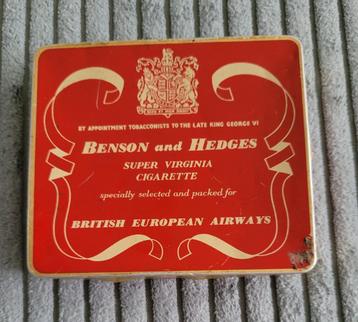 BY APPOINTMENT TOBACCONISTS TO THE LATE KING GEORGE VI
BENSON and HEDGES
SUPER VIRGINIA
CIGARETTE
specially selected and packed for
BRITISH EUROPEAN AIRWAYS